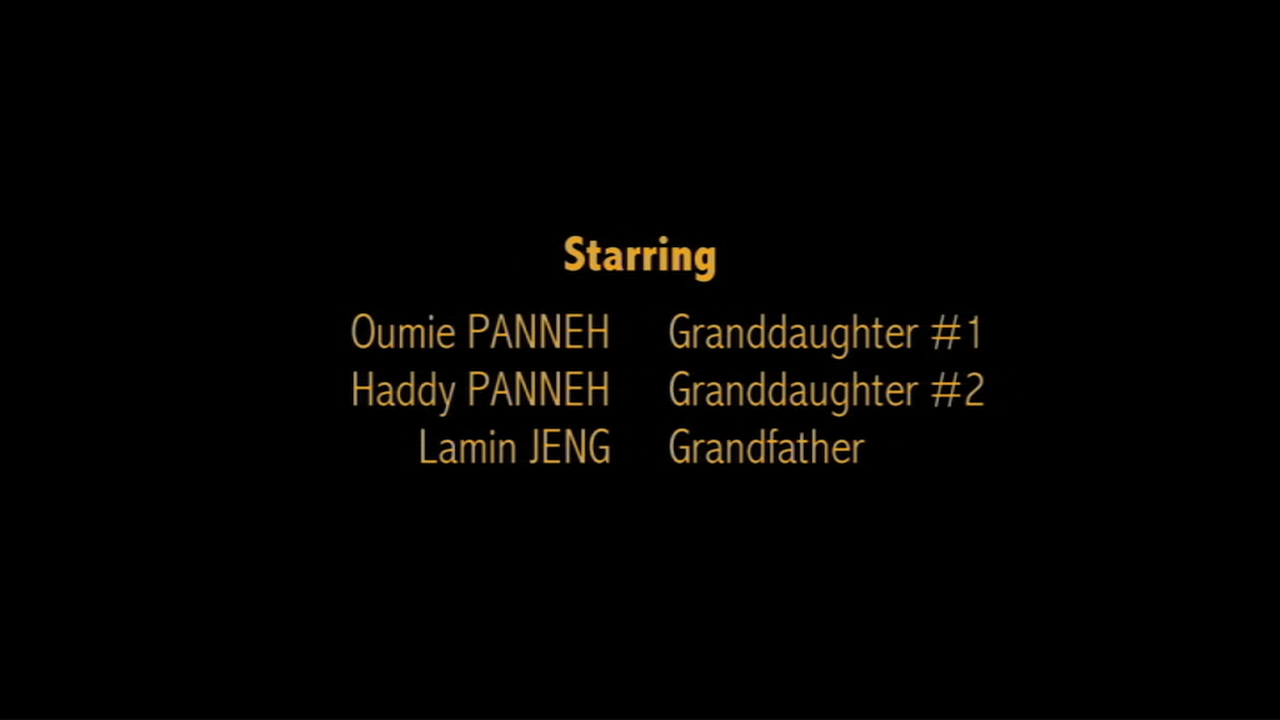 Starring
Oumie PANNEH Granddaughter #1
Haddy PANNEH Granddaughter #2
Lamin JENG Grandfather